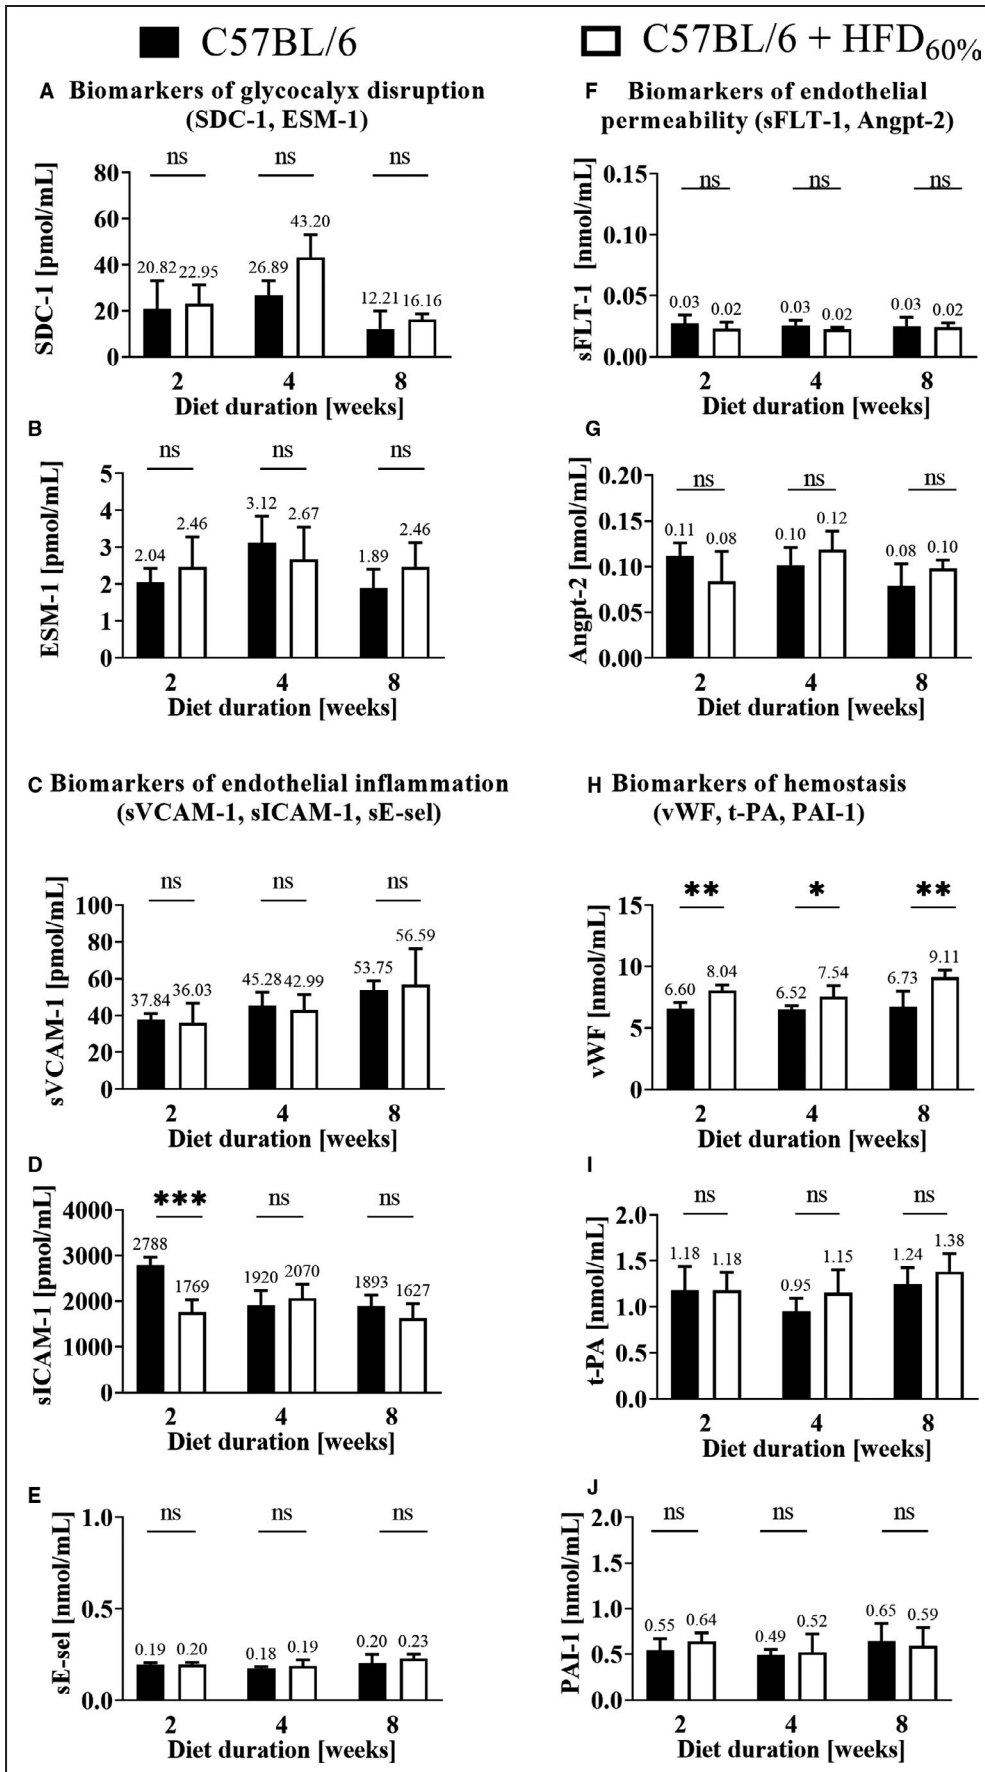 C57BL/6
C57BL/6 + HFD60%
A Biomarkers of glycocalyx disruption
(SDC-1, ESM-1)
SDC-1 [pmol/mL]
80
60
40
20
0
ns ns ns
20.82 22.95 26.89 43.20 12.21 16.16
2 4 8
Diet duration [weeks]
B
ESM-1 [pmol/mL]
5
4
3
2
1
0
ns ns ns
2.04 2.46 3.12 2.67 1.89 2.46
2 4 8
Diet duration [weeks]
C Biomarkers of endothelial inflammation
(sVCAM-1, sICAM-1, sE-sel)
sVCAM-1 [pmol/mL]
100
80
60
40
20
0
ns ns ns
37.84 36.03 45.28 42.99 53.75 56.59
2 4 8
Diet duration [weeks]
D
sICAM-1 [pmol/mL]
4000
3000
2000
1000
0
*** ns ns
2788 1769 1920 2070 1893 1627
2 4 8
Diet duration [weeks]
E
sE-sel [nmol/mL]
1.0
0.5
0.0
ns ns ns
0.19 0.20 0.18 0.19 0.20 0.23
2 4 8
Diet duration [weeks]
F Biomarkers of endothelial
permeability (sFLT-1, Angpt-2)
sFLT-1 [nmol/mL]
0.15
0.10
0.05
0.00
ns ns ns
0.03 0.02 0.03 0.02 0.03 0.02
2 4 8
Diet duration [weeks]
G
Angpt-2 [nmol/mL]
0.20
0.15
0.10
0.05
0.00
ns ns ns
0.11 0.08 0.10 0.12 0.08 0.10
2 4 8
Diet duration [weeks]
H Biomarkers of hemostasis
(vWF, t-PA, PAI-1)
vWF [nmol/mL]
15
10
5
0
** * **
6.60 8.04 6.52 7.54 6.73 9.11
2 4 8
Diet duration [weeks]
I
t-PA [nmol/mL]
2.0
1.5
1.0
0.5
0.0
ns ns ns
1.18 1.18 0.95 1.15 1.24 1.38
2 4 8
Diet duration [weeks]
J
PAI-1 [nmol/mL]
2.0
1.5
1.0
0.5
0.0
ns ns ns
0.55 0.64 0.49 0.52 0.65 0.59
2 4 8
Diet duration [weeks]